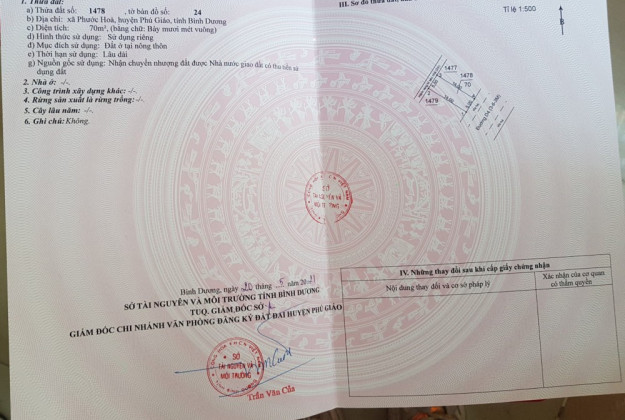 1. Thửa đất:
a) Thửa đất số: 1478 , tờ bản đồ số: 24
b) Địa chỉ: xã Phước Hoà, huyện Phú Giáo, tỉnh Bình Dương
c) Diện tích: 70m², (bằng chữ: Bảy mươi mét vuông)
d) Hình thức sử dụng: Sử dụng riêng
đ) Mục đích sử dụng: Đất ở tại nông thôn
e) Thời hạn sử dụng: Lâu dài
g) Nguồn gốc sử dụng: Nhận chuyển nhượng đất được Nhà nước giao đất có thu tiền sử
dụng đất
2. Nhà ở: -/-.
3. Công trình xây dựng khác: -/-.
4. Rừng sản xuất là rừng trồng: -/-.
5. Cây lâu năm: -/-.
6. Ghi chú: Không.
Bình Dương, ngày 20 tháng 5 năm 2021
SỞ TÀI NGUYÊN VÀ MÔI TRƯỜNG TỈNH BÌNH DƯƠNG
TUQ. GIÁM ĐỐC SỞ
GIÁM ĐỐC CHI NHÁNH VĂN PHÒNG ĐĂNG KÝ ĐẤT ĐAI HUYỆN PHÚ GIÁO
SỞ
TÀI NGUYÊN VÀ
MÔI TRƯỜNG
Trần Văn Của
III. Sơ đồ thửa đất,
Tỉ lệ 1:500
B
1477
1478
70
1479
SỞ
TÀI NGUYÊN VÀ
MÔI TRƯỜNG
IV. Những thay đổi sau khi cấp giấy chứng nhận
Nội dung thay đổi và cơ sở pháp lý
Xác nhận của cơ quan
có thẩm quyền